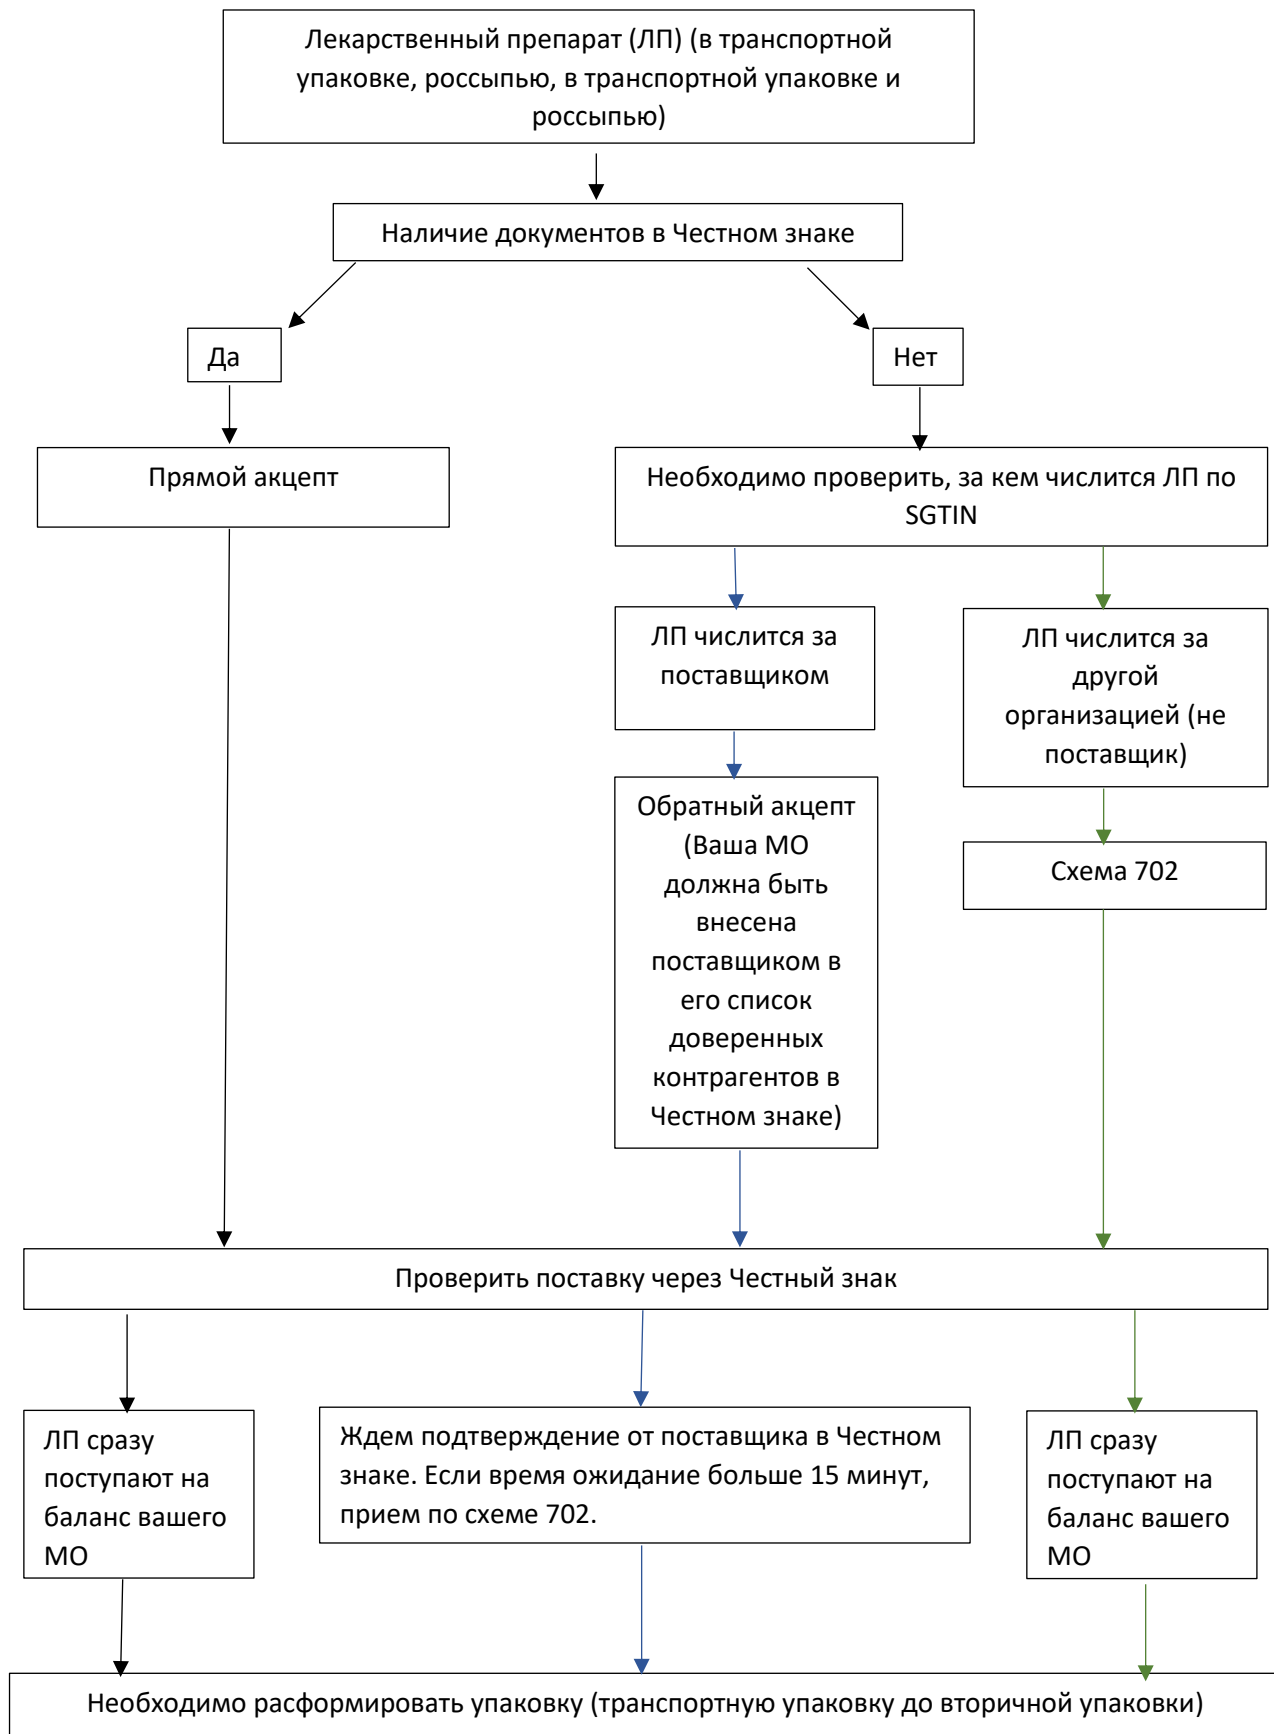 Лекарственный препарат (ЛП) (в транспортной
упаковке, россыпью, в транспортной упаковке и
россыпью)
Наличие документов в Честном знаке
Да
Нет
Прямой акцепт
Необходимо проверить, за кем числится ЛП по
SGTIN
ЛП числится за
поставщиком
ЛП числится за
другой
организацией (не
поставщик)
Обратный акцепт
(Ваша МО
должна быть
внесена
поставщиком в
его список
доверенных
контрагентов в
Честном знаке)
Схема 702
Проверить поставку через Честный знак
ЛП сразу
поступают на
баланс вашего
МО
Ждем подтверждение от поставщика в Честном
знаке. Если время ожидание больше 15 минут,
прием по схеме 702.
ЛП сразу
поступают на
баланс вашего
МО
Необходимо расформировать упаковку (транспортную упаковку до вторичной упаковки)